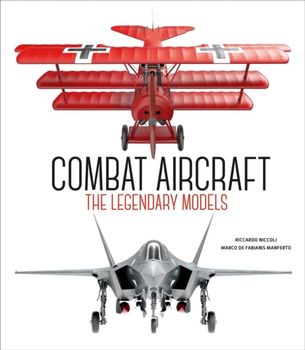 COMBAT AIRCRAFT
THE LEGENDARY MODELS
RICCARDO NICCOLI
MARCO DE FABIANIS MANFERTO